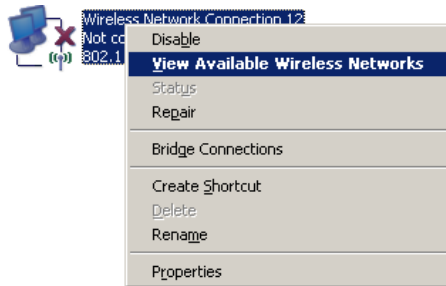 Wireless Network Connection 12
Not co
802.1
Disable
View Available Wireless Networks
Status
Repair
Bridge Connections
Create Shortcut
Delete
Rename
Properties